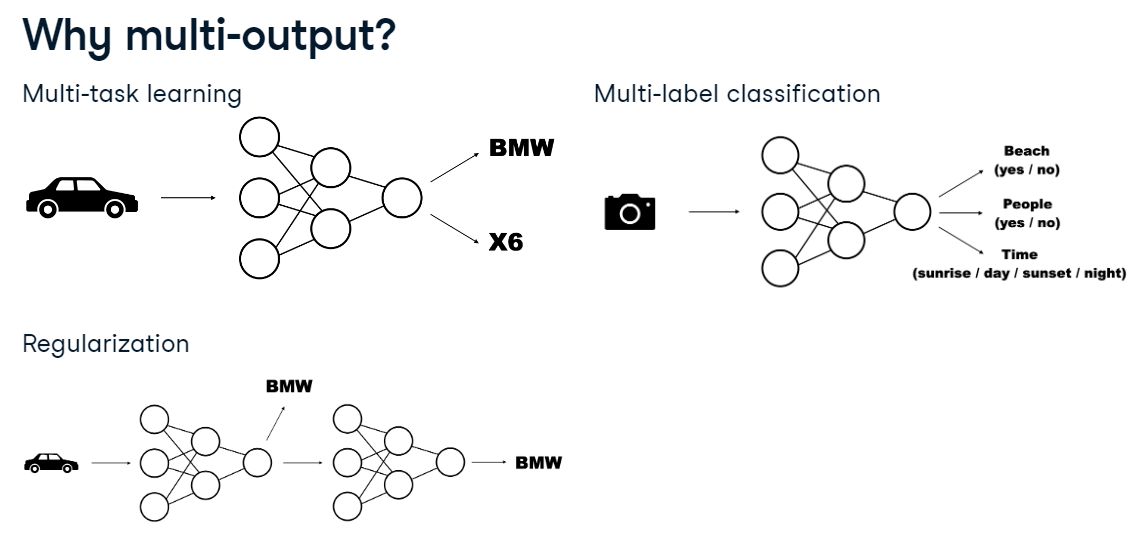 Why multi-output?
Multi-task learning
BMW
X6
Multi-label classification
Beach
(yes / no)
People
(yes / no)
Time
(sunrise / day / sunset / night)
Regularization
BMW
BMW